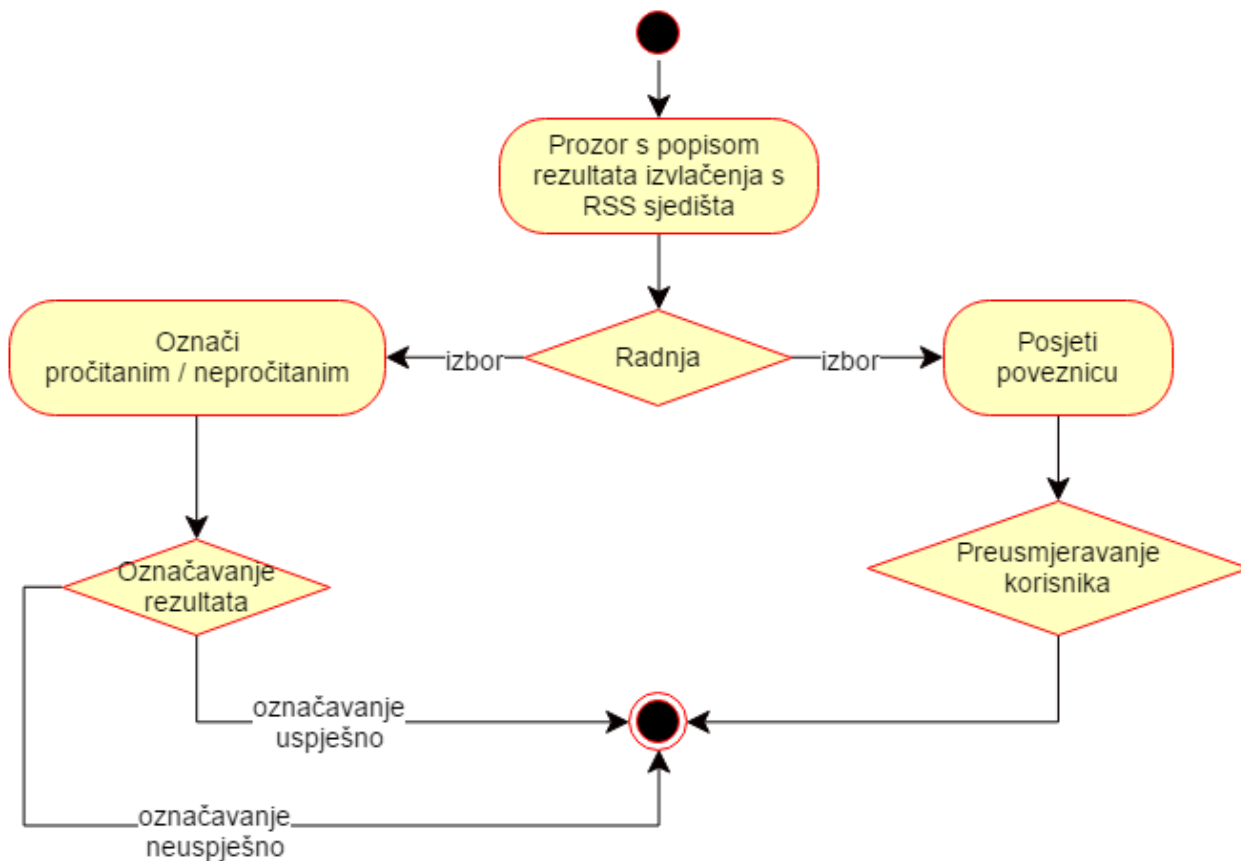 Prozor s popisom
rezultata izvlačenja s
RSS sjedišta
Označi
pročitanim / nepročitanim
izbor
Radnja
izbor
Posjeti
poveznicu
Označavanje
rezultata
Preusmjeravanje
korisnika
označavanje
uspješno
označavanje
neuspješno